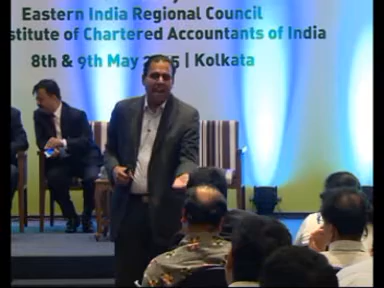 Eastern India Regional Council
stitute of Chartered Accountants of India
8th & 9th May | Kolkata